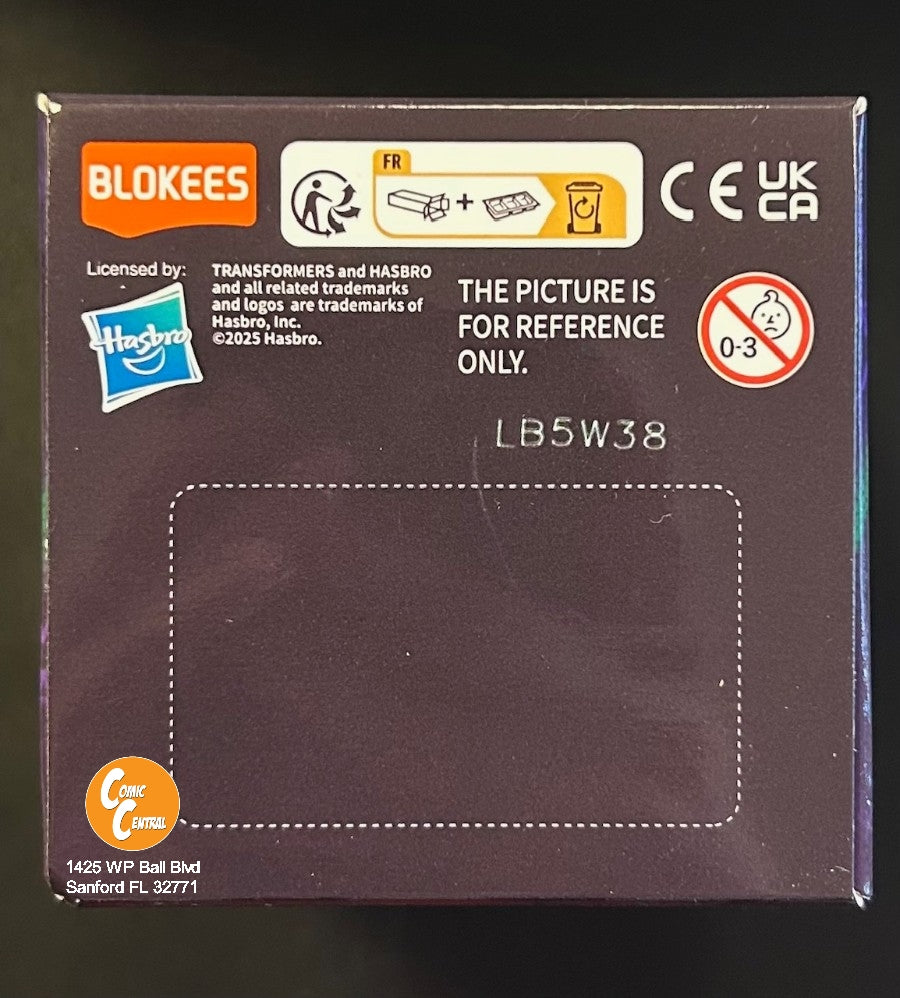 BLOKEES
FR
CE
UK
CA
Licensed by:
Hasbro
TRANSFORMERS and HASBRO
and all related trademarks
and logos are trademarks of
Hasbro, Inc.
©2025 Hasbro.
THE PICTURE IS
FOR REFERENCE
ONLY.
0-3
LB5W38
COMIC
CENTRAL
1425 WP Ball Blvd
Sanford FL 32771